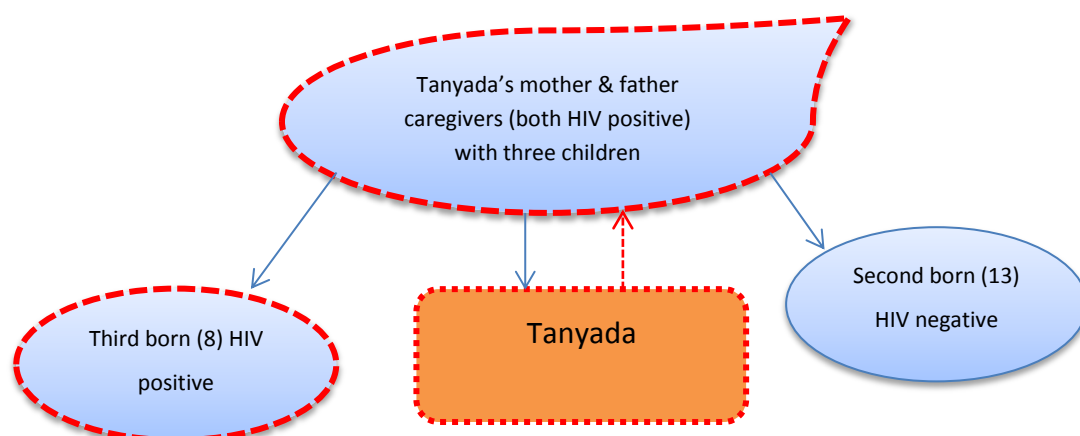 Tanyada’s mother & father
caregivers (both HIV positive)
with three children
Third born (8) HIV
positive
Tanyada
Second born (13)
HIV negative